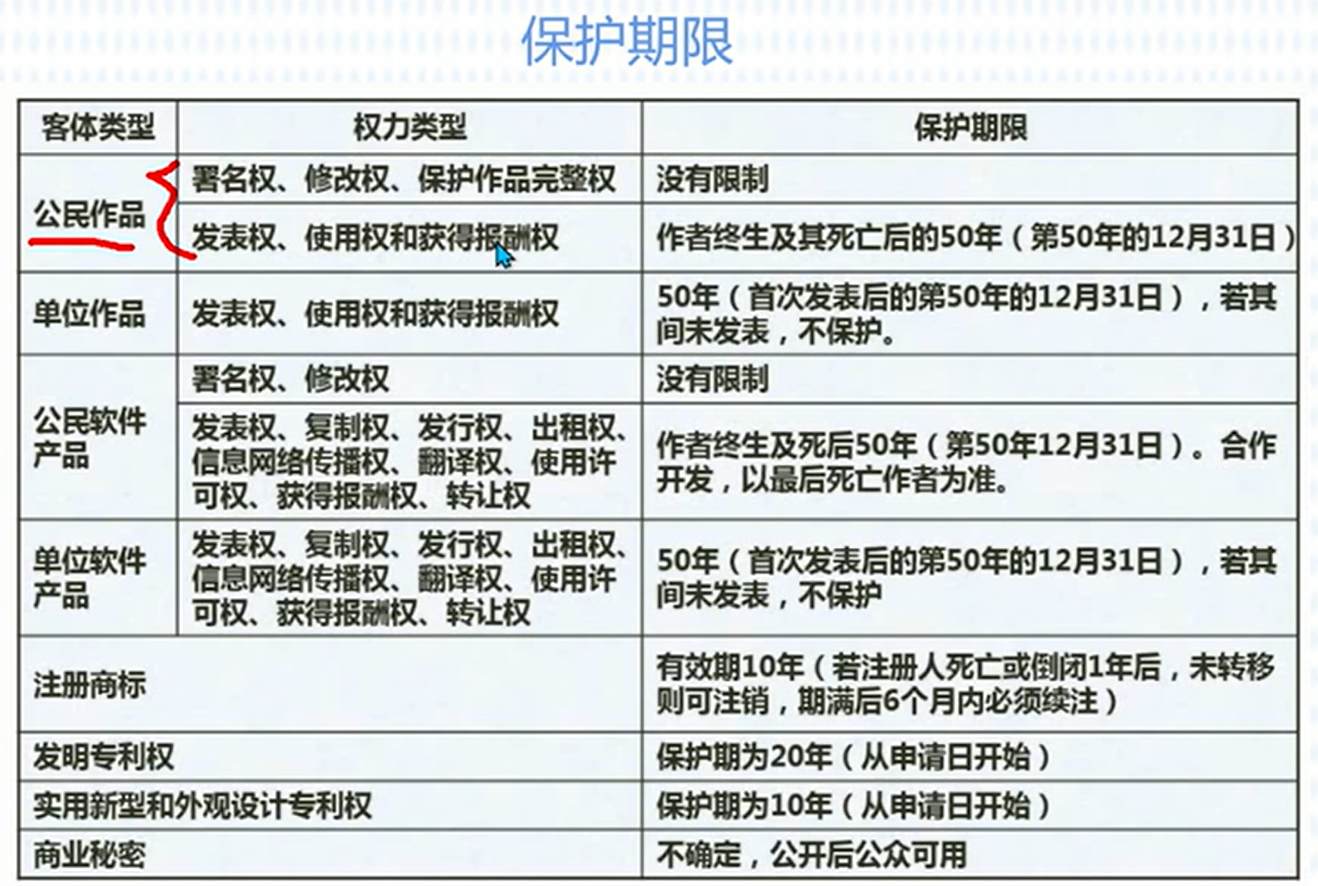 保护期限
客体类型 权力类型 保护期限
公民作品
署名权、修改权、保护作品完整权 没有限制
发表权、使用权和获得报酬权 作者终生及其死亡后的50年（第50年的12月31日）
单位作品 发表权、使用权和获得报酬权
50年（首次发表后的第50年的12月31日），若其
间未发表，不保护。
公民软件
产品
署名权、修改权 没有限制
发表权、复制权、发行权、出租权、
信息网络传播权、翻译权、使用许
可权、获得报酬权、转让权
作者终生及死后50年（第50年12月31日）。合作
开发，以最后死亡作者为准。
单位软件
产品
发表权、复制权、发行权、出租权、
信息网络传播权、翻译权、使用许
可权、获得报酬权、转让权
50年（首次发表后的第50年的12月31日），若其
间未发表，不保护
注册商标
有效期10年（若注册人死亡或倒闭1年后，未转移
则可注销，期满后6个月内必须续注）
发明专利权 保护期为20年（从申请日开始）
实用新型和外观设计专利权 保护期为10年（从申请日开始）
商业秘密 不确定，公开后公众可用